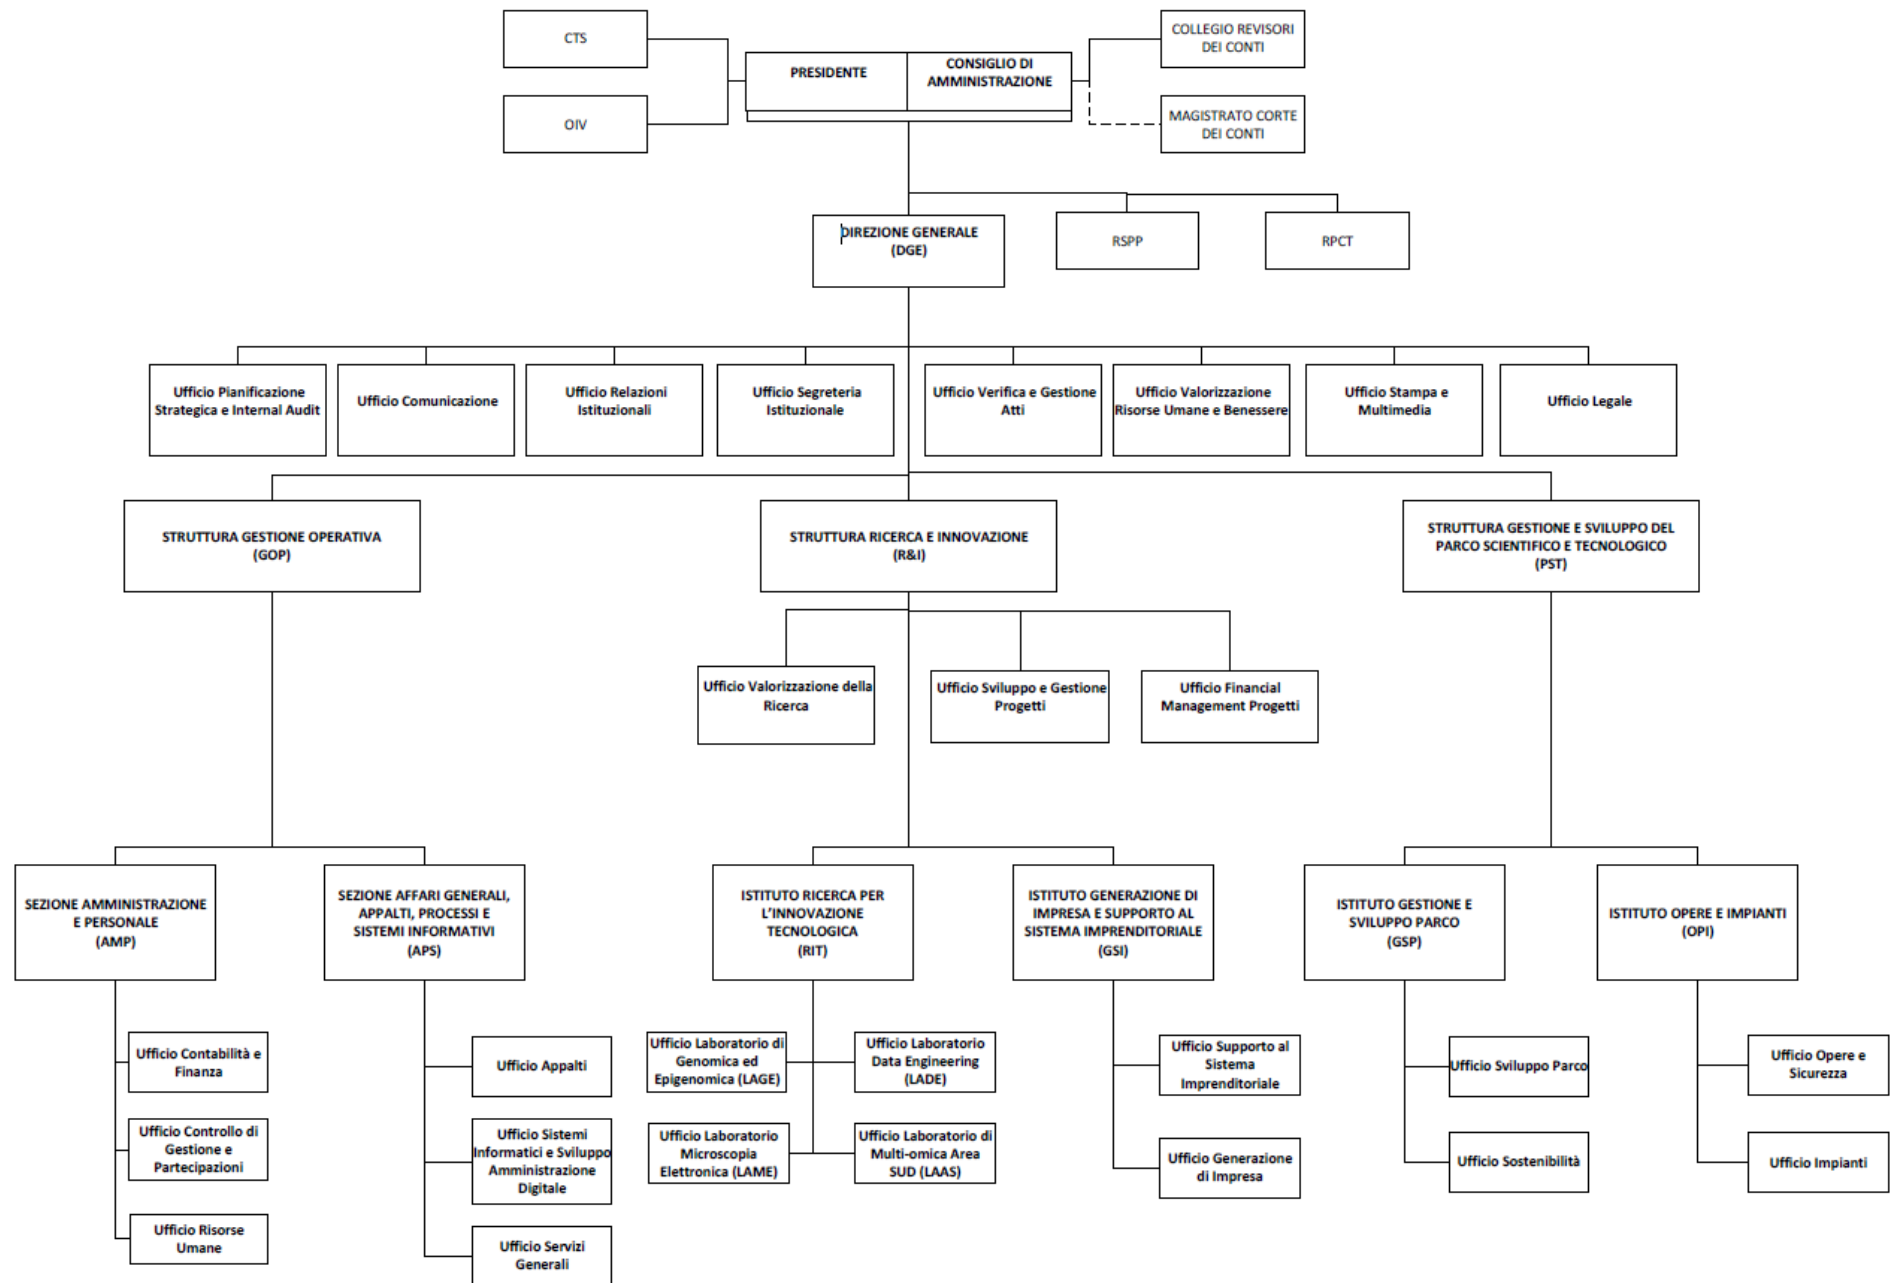 CTS
COLLEGIO REVISORI
DEI CONTI
PRESIDENTE
CONSIGLIO DI
AMMINISTRAZIONE
OIV
MAGISTRATO CORTE
DEI CONTI
DIREZIONE GENERALE
(DGE)
RSPP
RPCT
Ufficio Pianificazione
Strategica e Internal Audit
Ufficio Comunicazione
Ufficio Relazioni
Istituzionali
Ufficio Segreteria
Istituzionale
Ufficio Verifica e Gestione
Atti
Ufficio Valorizzazione
Risorse Umane e Benessere
Ufficio Stampa e
Multimedia
Ufficio Legale
STRUTTURA GESTIONE OPERATIVA
(GOP)
STRUTTURA RICERCA E INNOVAZIONE
(R&I)
STRUTTURA GESTIONE E SVILUPPO DEL
PARCO SCIENTIFICO E TECNOLOGICO
(PST)
Ufficio Valorizzazione della
Ricerca
Ufficio Sviluppo e Gestione
Progetti
Ufficio Financial
Management Progetti
SEZIONE AMMINISTRAZIONE
E PERSONALE
(AMP)
SEZIONE AFFARI GENERALI,
APPALTI, PROCESSI E
SISTEMI INFORMATIVI
(APS)
ISTITUTO RICERCA PER
L’INNOVAZIONE
TECNOLOGICA
(RIT)
ISTITUTO GENERAZIONE DI
IMPRESA E SUPPORTO AL
SISTEMA IMPRENDITORIALE
(GSI)
ISTITUTO GESTIONE E
SVILUPPO PARCO
(GSP)
ISTITUTO OPERE E IMPIANTI
(OPI)
Ufficio Contabilità e
Finanza
Ufficio Controllo di
Gestione e
Partecipazioni
Ufficio Risorse
Umane
Ufficio Appalti
Ufficio Sistemi
Informatici e Sviluppo
Amministrazione
Digitale
Ufficio Servizi
Generali
Ufficio Laboratorio di
Genomica ed
Epigenomica (LAGE)
Ufficio Laboratorio
Data Engineering
(LADE)
Ufficio Laboratorio
Microscopia
Elettronica (LAME)
Ufficio Laboratorio di
Multi-omica Area
SUD (LAAS)
Ufficio Supporto al
Sistema
Imprenditoriale
Ufficio Generazione
di Impresa
Ufficio Sviluppo Parco
Ufficio Sostenibilità
Ufficio Opere e
Sicurezza
Ufficio Impianti